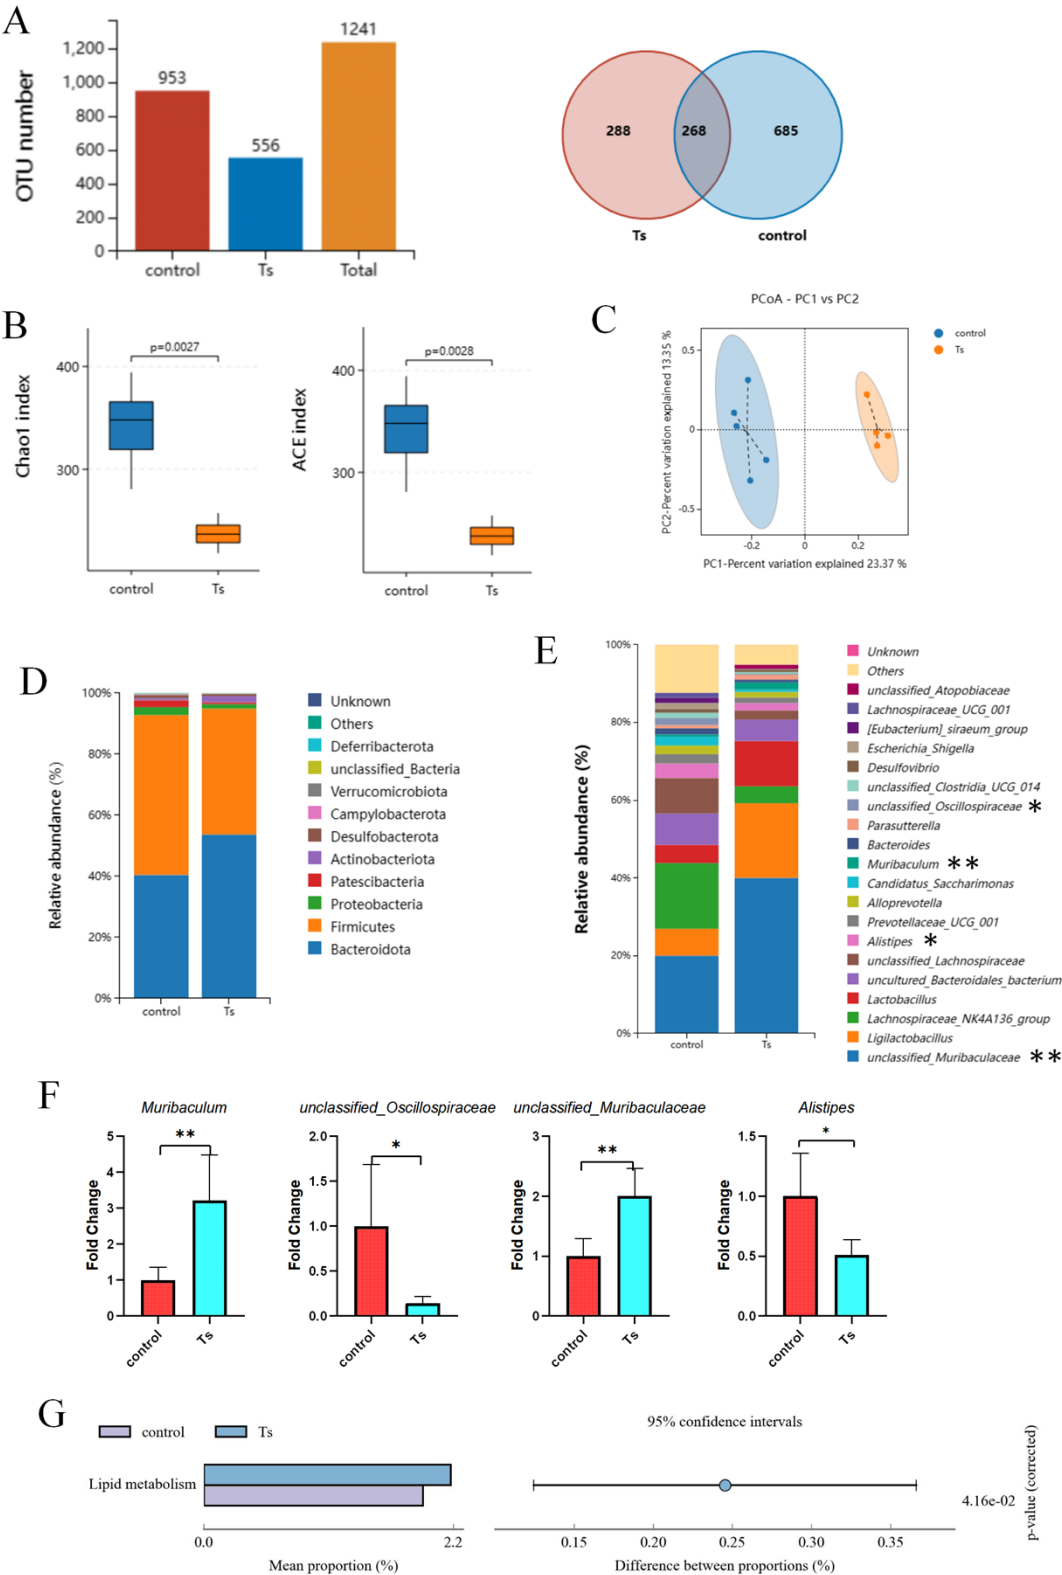 A
OTU number
1,200
1,000
800
600
400
200
0
953
556
1241
control
Ts
Total
288
268
685
Ts
control
B
Chao1 index
400
300
p=0.0027
control
Ts
ACE index
400
300
p=0.0028
control
Ts
C
PCoA - PC1 vs PC2
PC2-Percent variation explained 13.35 %
0.5
0
-0.5
-0.2
0
0.2
PC1-Percent variation explained 23.37 %
control
Ts
D
Relative abundance (%)
100%
80%
60%
40%
20%
0%
control
Ts
Unknown
Others
Deferribacterota
unclassified_Bacteria
Verrucomicrobiota
Campylobacterota
Desulfobacterota
Actinobacteriota
Patescibacteria
Proteobacteria
Firmicutes
Bacteroidota
E
Relative abundance (%)
100%
80%
60%
40%
20%
0%
control
Ts
Unknown
Others
unclassified_Atopobiaceae
Lachnospiraceae_UCG_001
[Eubacterium]_siraeum_group
Escherichia_Shigella
Desulfovibrio
unclassified_Clostridia_UCG_014
unclassified_Oscillospiraceae *
Parasutterella
Bacteroides
Muribaculum **
Candidatus_Saccharimonas
Alloprevotella
Prevotellaceae_UCG_001
Alistipes *
unclassified_Lachnospiraceae
uncultured_Bacteroidales_bacterium
Lactobacillus
Lachnospiraceae_NK4A136_group
Ligilactobacillus
unclassified_Muribaculaceae **
F
Muribaculum
Fold Change
5
4
3
2
1
0
**
control
Ts
unclassified_Oscillospiraceae
Fold Change
2.0
1.5
1.0
0.5
0.0
*
control
Ts
unclassified_Muribaculaceae
Fold Change
3
2
1
0
**
control
Ts
Alistipes
Fold Change
1.5
1.0
0.5
0.0
*
control
Ts
G
control
Ts
95% confidence intervals
Lipid metabolism
4.16e-02
p-value (corrected)
0.0
2.2
Mean proportion (%)
0.15
0.20
0.25
0.30
0.35
Difference between proportions (%)